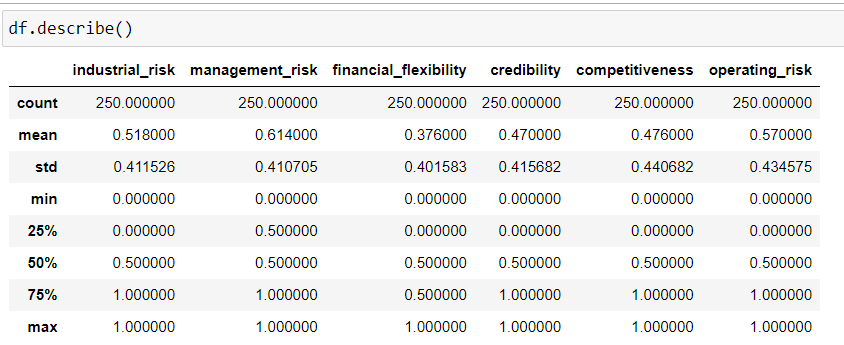 df.describe()
industrial_risk management_risk financial_flexibility credibility competitiveness operating_risk
count 250.000000 250.000000 250.000000 250.000000 250.000000 250.000000
mean 0.518000 0.614000 0.376000 0.470000 0.476000 0.570000
std 0.411526 0.410705 0.401583 0.415682 0.440682 0.434575
min 0.000000 0.000000 0.000000 0.000000 0.000000 0.000000
25% 0.000000 0.500000 0.000000 0.000000 0.000000 0.000000
50% 0.500000 0.500000 0.500000 0.500000 0.500000 0.500000
75% 1.000000 1.000000 0.500000 1.000000 1.000000 1.000000
max 1.000000 1.000000 1.000000 1.000000 1.000000 1.000000